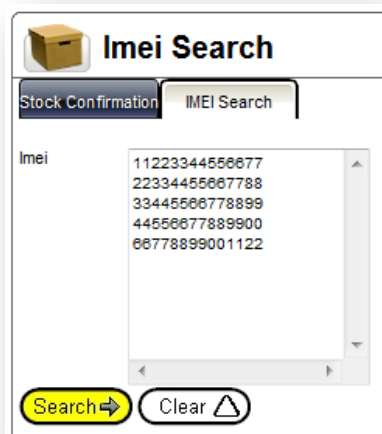 Imei Search
Stock Confirmation IMEI Search
Imei
11223344556677
22334455667788
33445566778899
44556677889900
66778899001122
Search Clear